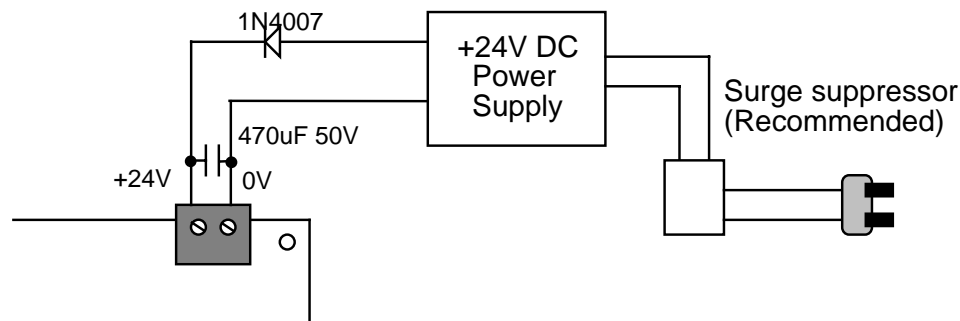 1N4007
+24V DC
Power
Supply
Surge suppressor
(Recommended)
470uF 50V
+24V
0V